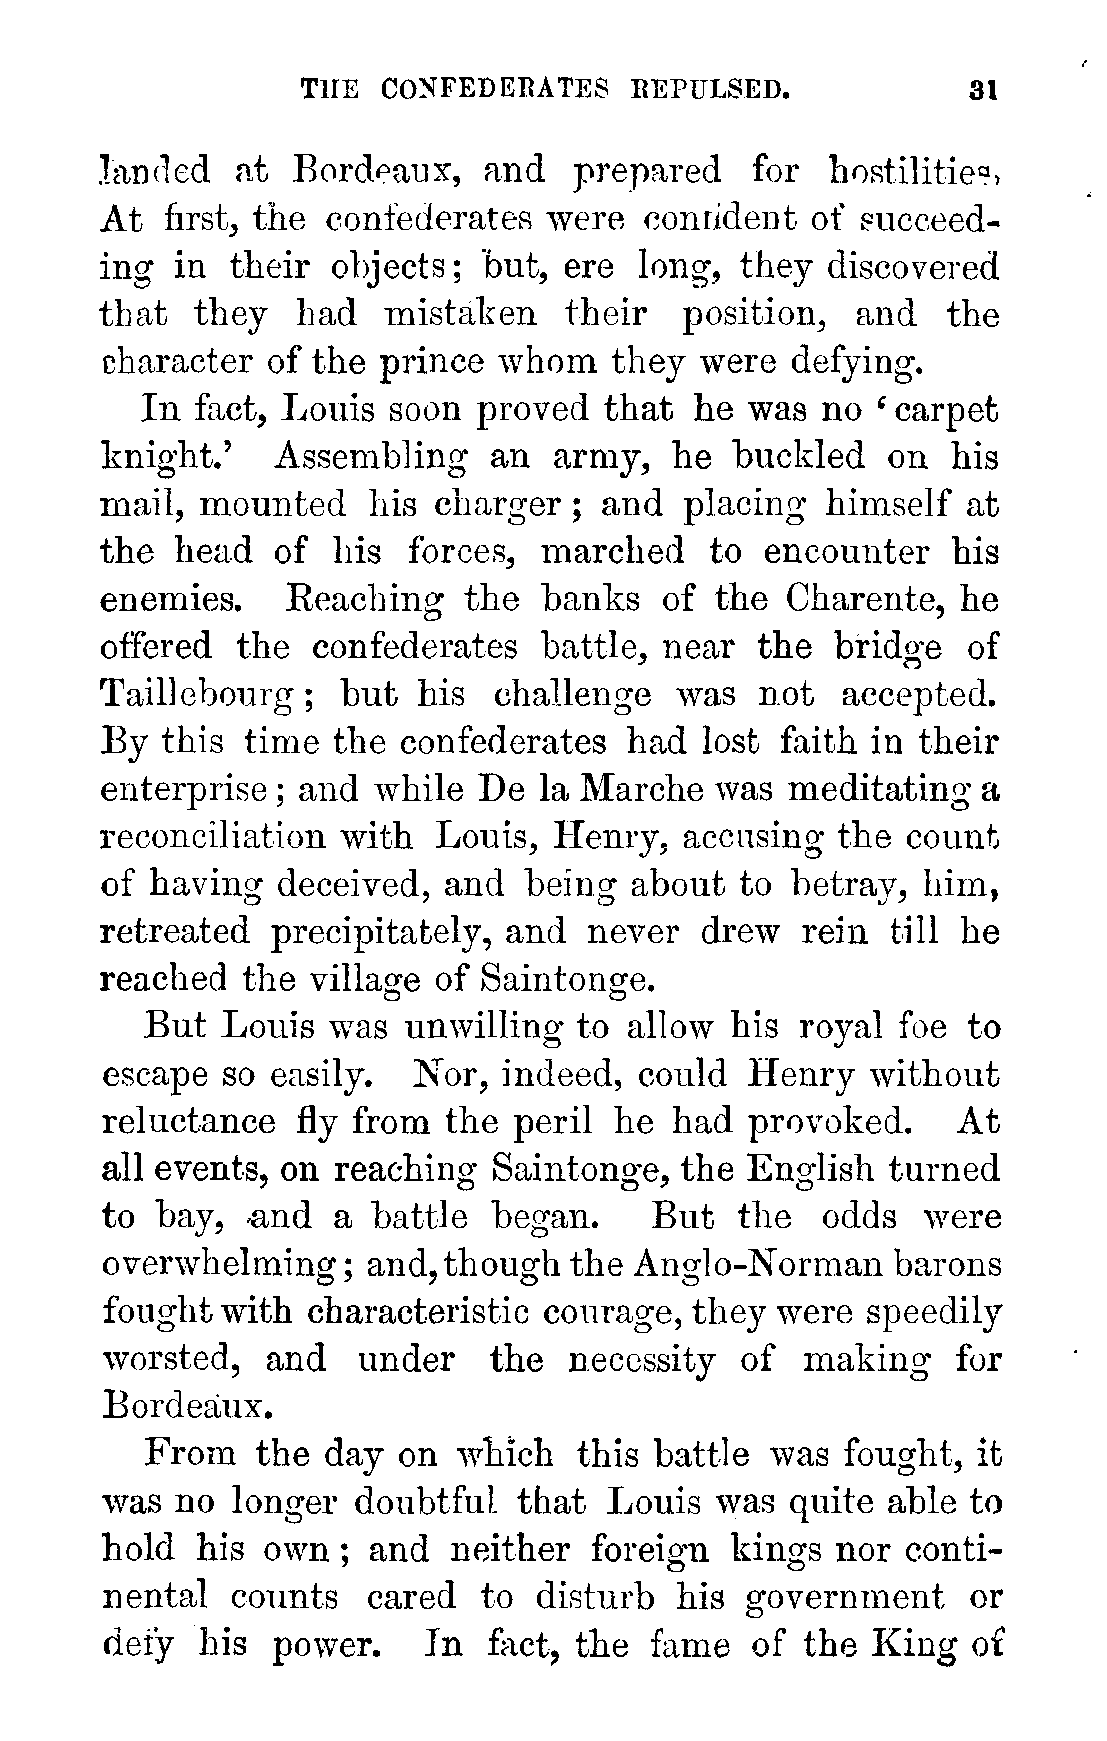 THE CONFEDERATES REPULSED. 31
landed at Bordeaux, and prepared for hostilities,
At first, the confederates were confident of succeed-
ing in their objects; but, ere long, they discovered
that they had mistaken their position, and the
character of the prince whom they were defying.
In fact, Louis soon proved that he was no ‘carpet
knight.’ Assembling an army, he buckled on his
mail, mounted his charger; and placing himself at
the head of his forces, marched to encounter his
enemies. Reaching the banks of the Charente, he
offered the confederates battle, near the bridge of
Taillebourg; but his challenge was not accepted.
By this time the confederates had lost faith in their
enterprise; and while De la Marche was meditating a
reconciliation with Louis, Henry, accusing the count
of having deceived, and being about to betray, him,
retreated precipitately, and never drew rein till he
reached the village of Saintonge.
But Louis was unwilling to allow his royal foe to
escape so easily. Nor, indeed, could Henry without
reluctance fly from the peril he had provoked. At
all events, on reaching Saintonge, the English turned
to bay, and a battle began. But the odds were
overwhelming; and, though the Anglo-Norman barons
fought with characteristic courage, they were speedily
worsted, and under the necessity of making for
Bordeaux.
From the day on which this battle was fought, it
was no longer doubtful that Louis was quite able to
hold his own; and neither foreign kings nor conti-
nental counts cared to disturb his government or
defy his power. In fact, the fame of the King of